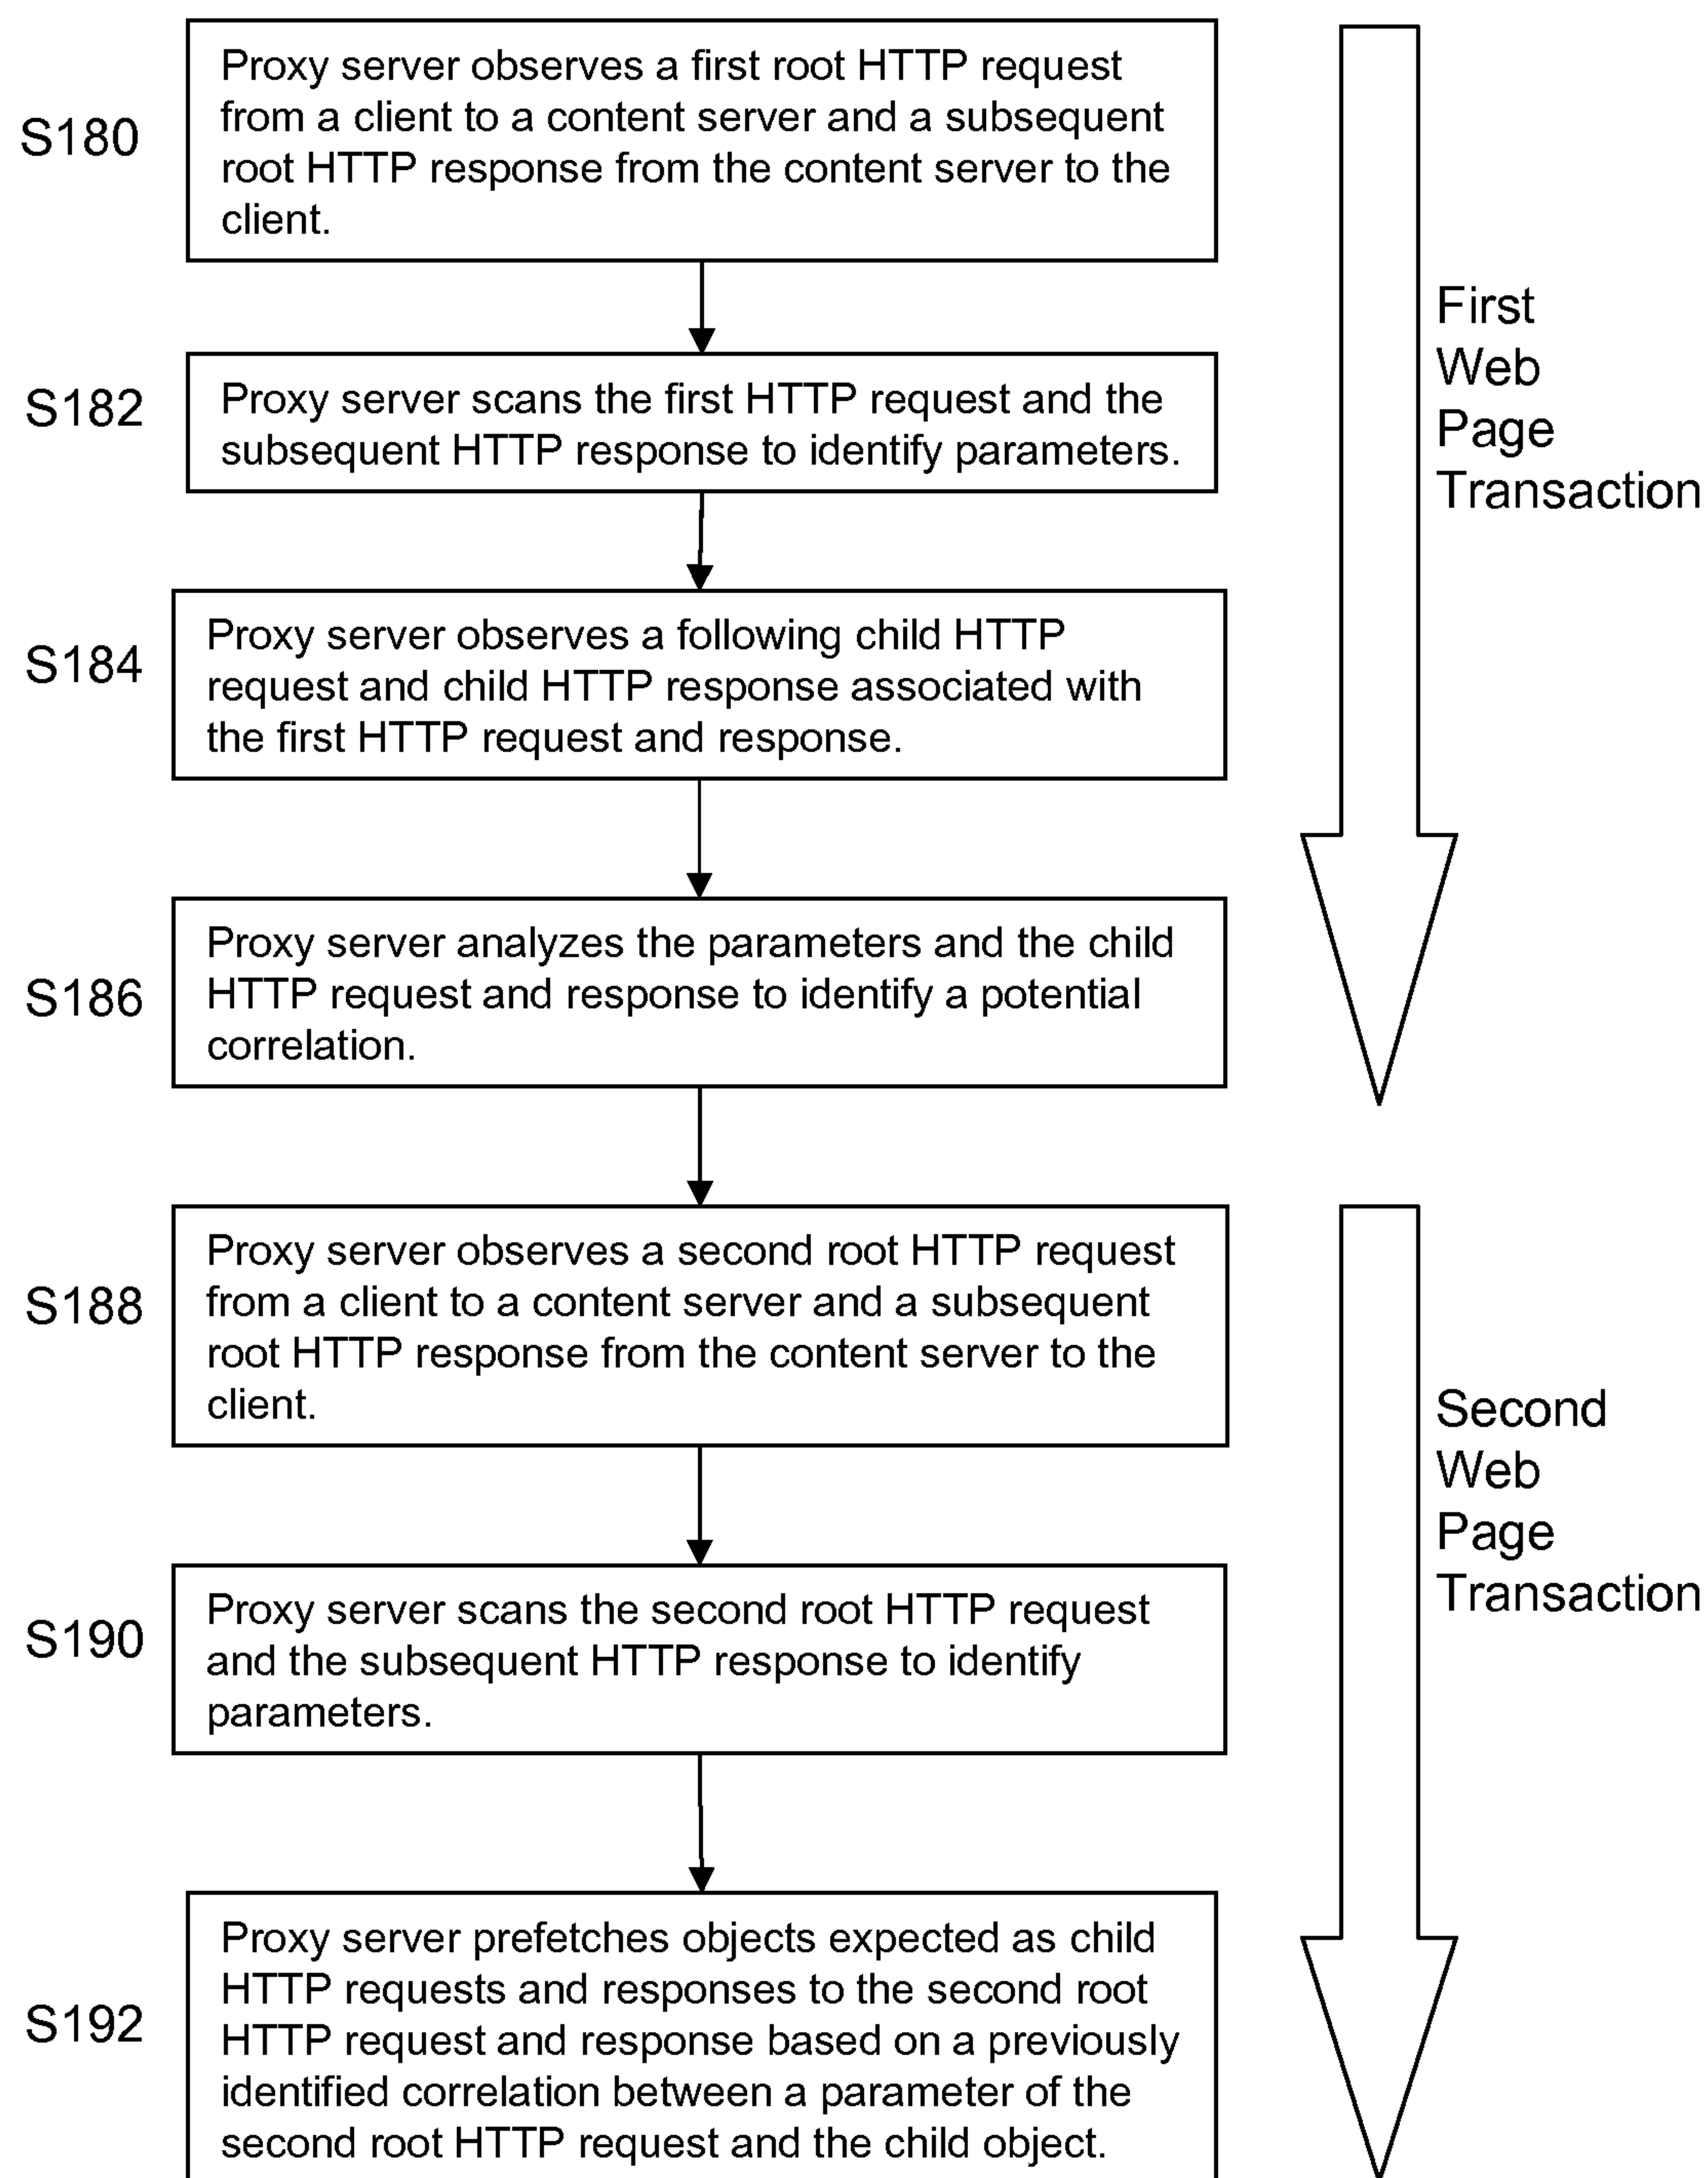 S180
Proxy server observes a first root HTTP request
from a client to a content server and a subsequent
root HTTP response from the content server to the
client.
S182
Proxy server scans the first HTTP request and the
subsequent HTTP response to identify parameters.
S184
Proxy server observes a following child HTTP
request and child HTTP response associated with
the first HTTP request and response.
S186
Proxy server analyzes the parameters and the child
HTTP request and response to identify a potential
correlation.
First
Web
Page
Transaction
S188
Proxy server observes a second root HTTP request
from a client to a content server and a subsequent
root HTTP response from the content server to the
client.
S190
Proxy server scans the second root HTTP request
and the subsequent HTTP response to identify
parameters.
S192
Proxy server prefetches objects expected as child
HTTP requests and responses to the second root
HTTP request and response based on a previously
identified correlation between a parameter of the
second root HTTP request and the child object.
Second
Web
Page
Transaction